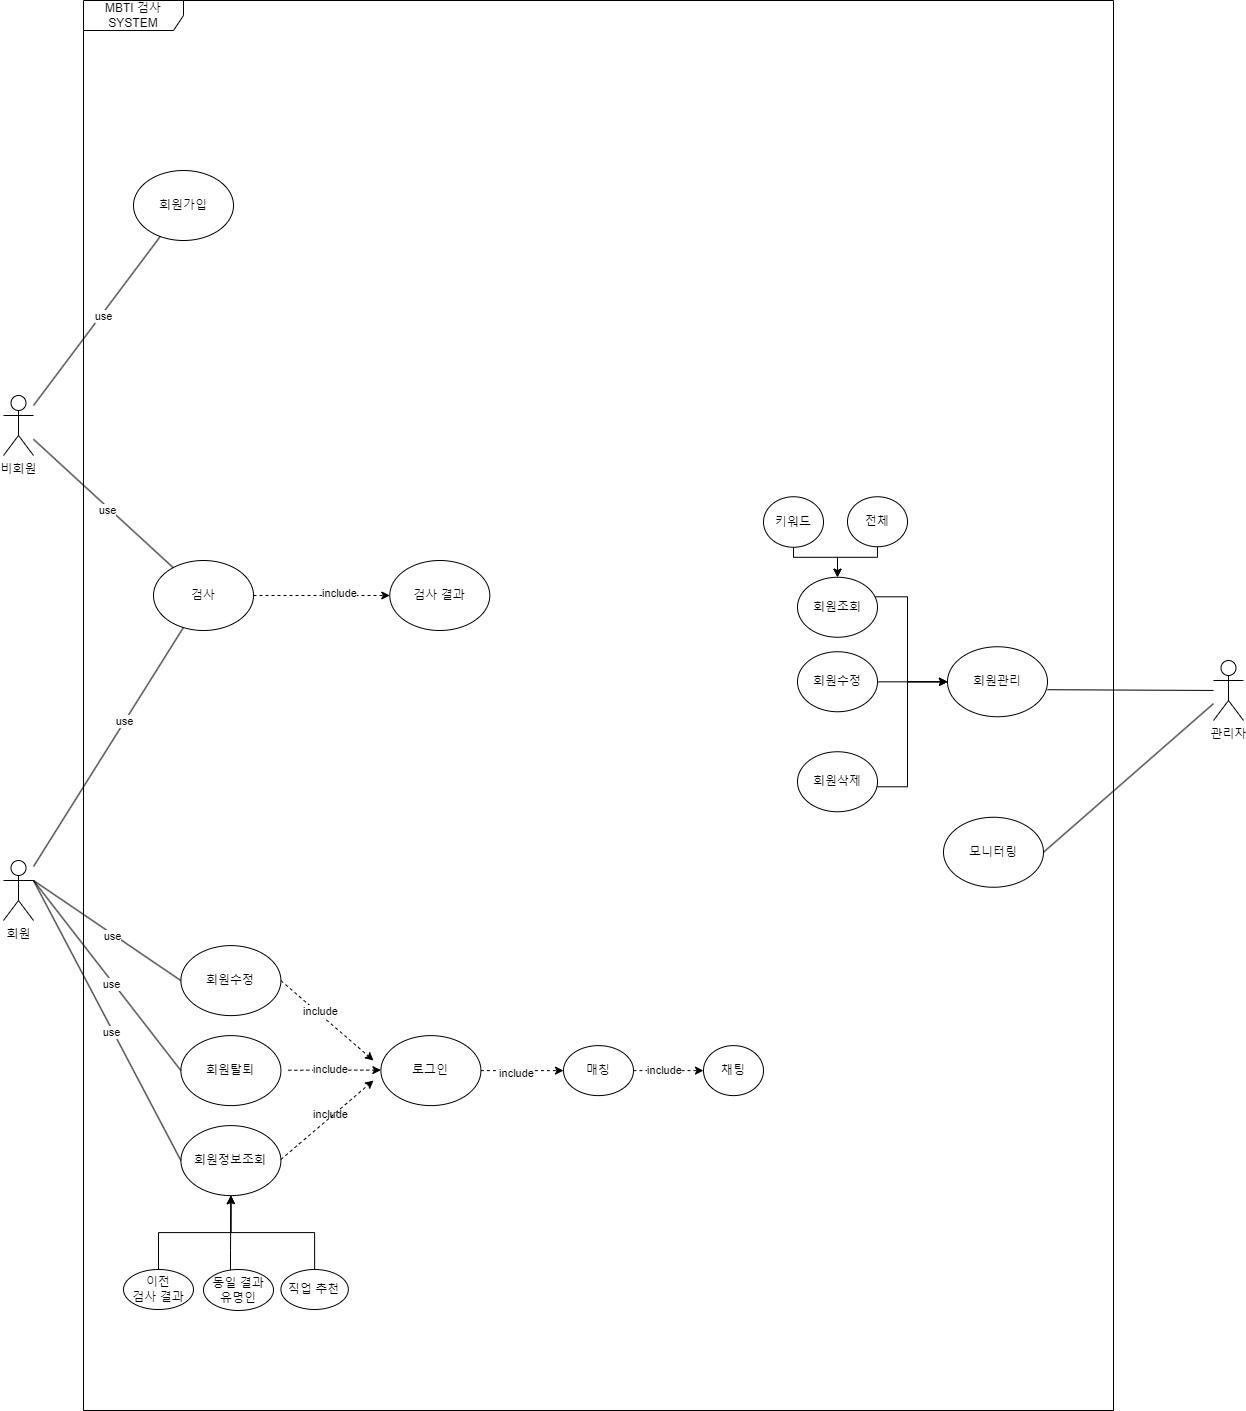 MBTI 검사
SYSTEM
회원가입
use
비회원
use
검사
include
검사 결과
키워드
전체
회원조회
회원수정
회원관리
관리자
use
회원삭제
모니터링
회원
use
회원수정
use
include
use
회원탈퇴
include
로그인
include
매칭
include
채팅
include
회원정보조회
이전
검사 결과
동일 결과
유명인
직업 추천